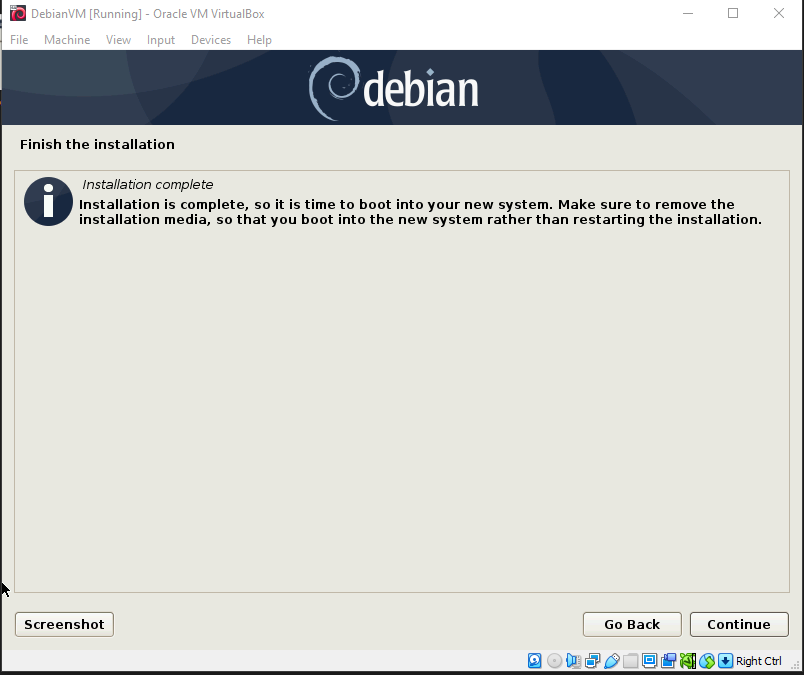 DebianVM [Running] - Oracle VM VirtualBox
File Machine View Input Devices Help
debian
Finish the installation
Installation complete
Installation is complete, so it is time to boot into your new system. Make sure to remove the
installation media, so that you boot into the new system rather than restarting the installation.
Screenshot Go Back Continue
Right Ctrl